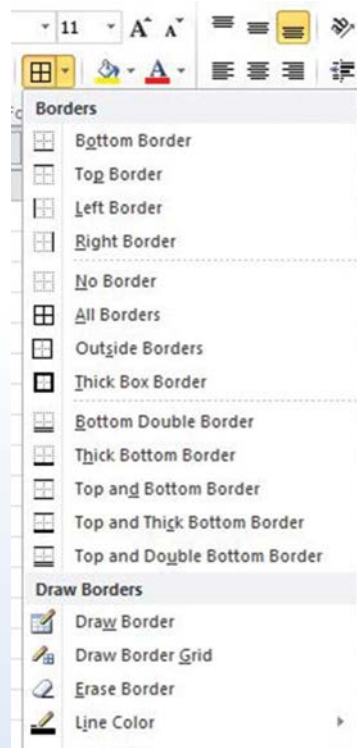 11 A A
A
Borders
Bottom Border
Top Border
Left Border
Right Border
No Border
All Borders
Outside Borders
Thick Box Border
Bottom Double Border
Thick Bottom Border
Top and Bottom Border
Top and Thick Bottom Border
Top and Double Bottom Border
Draw Borders
Draw Border
Draw Border Grid
Erase Border
Line Color